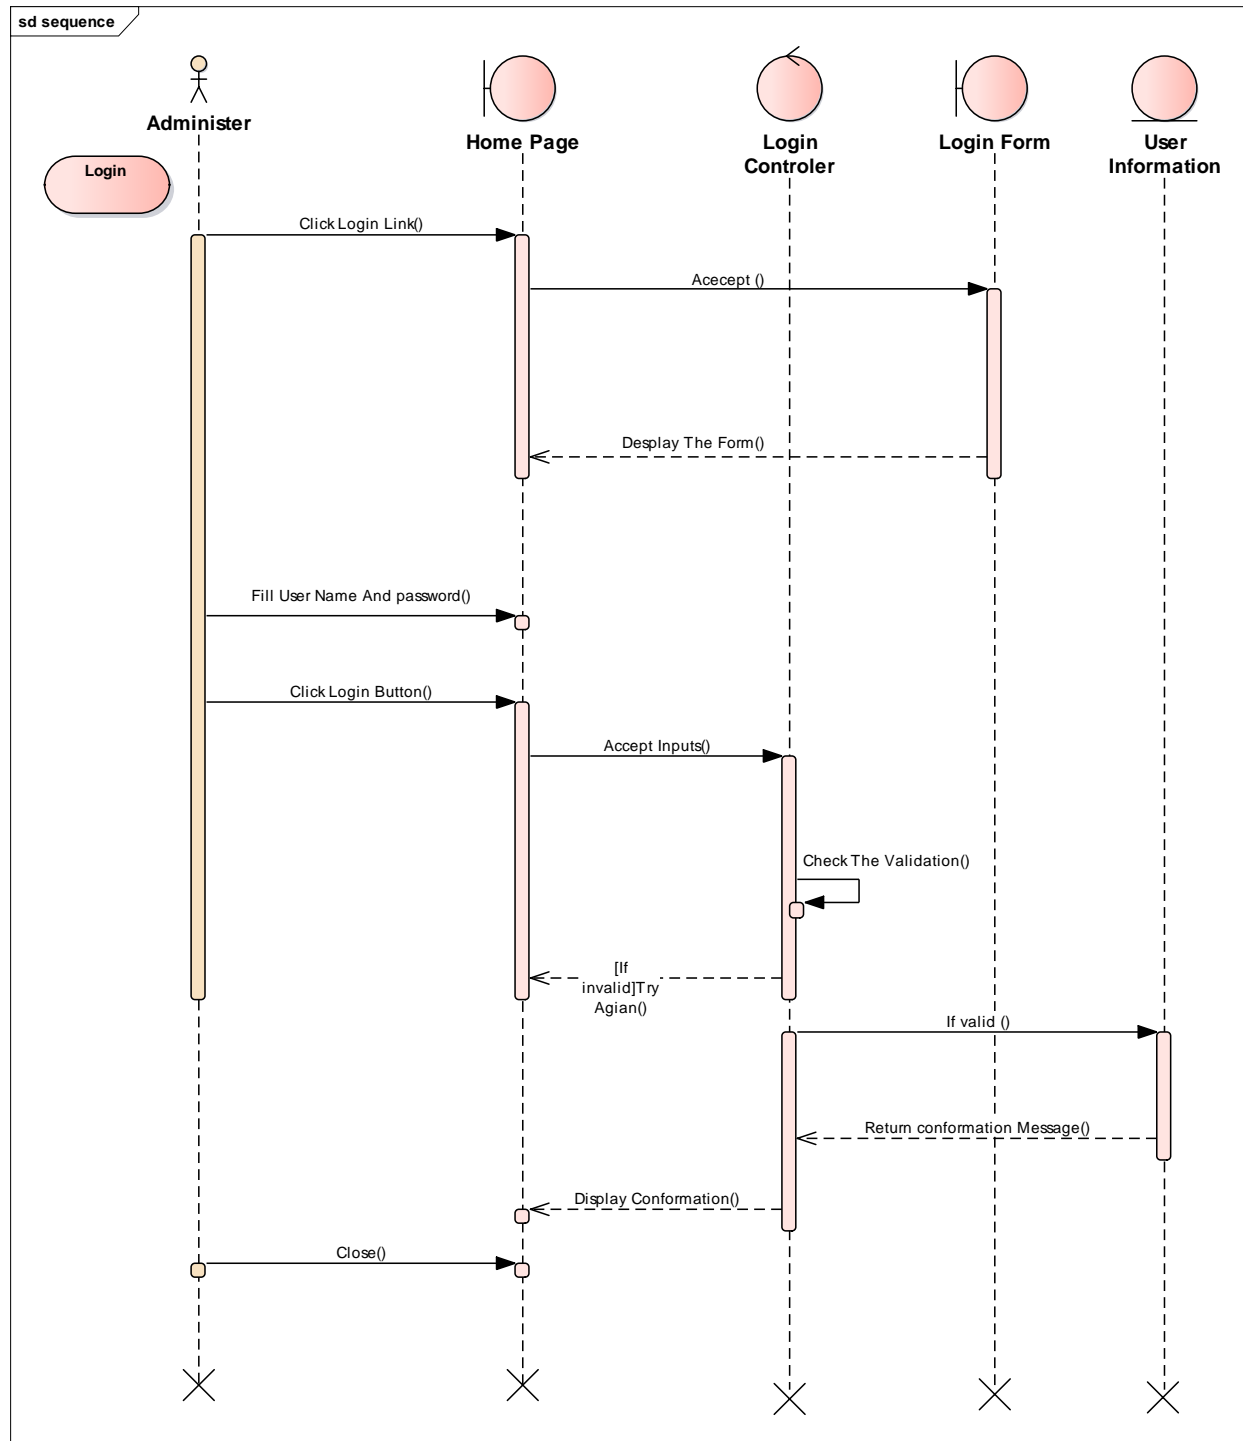 sd sequence
Administer
Home Page
Login
Controler
Login Form
User
Information
Login
Click Login Link()
Acecept ()
Desplay The Form()
Fill User Name And password()
Click Login Button()
Accept Inputs()
Check The Validation()
[If
invalid]Try
Agian()
If valid ()
Return conformation Message()
Display Conformation()
Close()